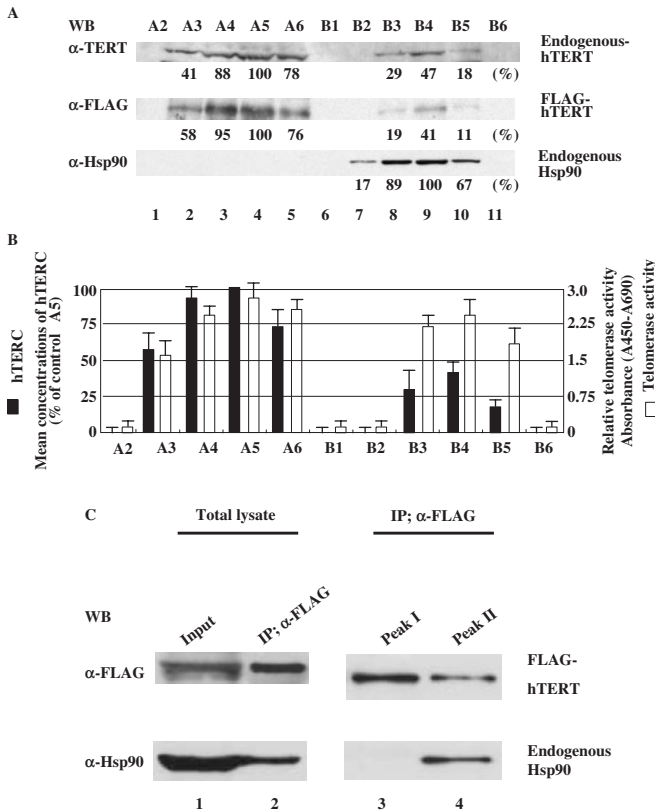 A
WB A2 A3 A4 A5 A6 B1 B2 B3 B4 B5 B6
α-TERT Endogenous-
hTERT
41 88 100 78 29 47 18 (%)
α-FLAG FLAG-
hTERT
58 95 100 76 19 41 11 (%)
α-Hsp90 Endogenous
Hsp90
17 89 100 67 (%)
1 2 3 4 5 6 7 8 9 10 11
B
hTERC
Mean concentrations of hTERC
(% of control A5)
100 3.0
75 2.25
50 1.5
25 0.75
0 0
A2 A3 A4 A5 A6 B1 B2 B3 B4 B5 B6
Relative telomerase activity
Absorbance (A450-A690)
Telomerase activity
C
Total lysate IP; α-FLAG
WB
Input IP; α-FLAG Peak I Peak II
α-FLAG FLAG-
hTERT
α-Hsp90 Endogenous
Hsp90
1 2 3 4